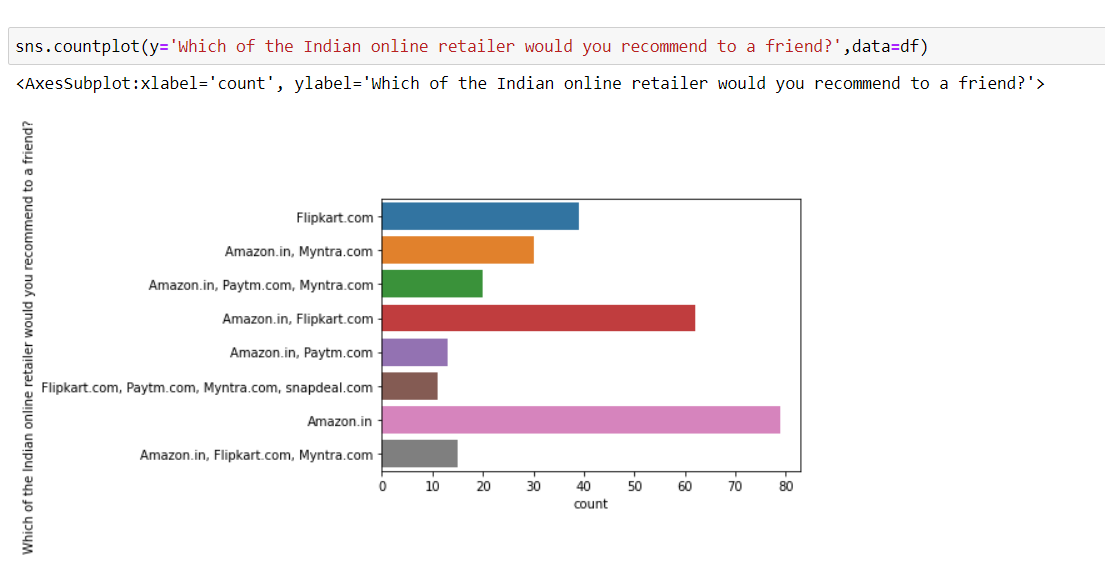 sns.countplot(y='Which of the Indian online retailer would you recommend to a friend?',data=df)
<AxesSubplot:xlabel='count', ylabel='Which of the Indian online retailer would you recommend to a friend?'>
Which of the Indian online retailer would you recommend to a friend?
Flipkart.com
Amazon.in, Myntra.com
Amazon.in, Paytm.com, Myntra.com
Amazon.in, Flipkart.com
Amazon.in, Paytm.com
Flipkart.com, Paytm.com, Myntra.com, snapdeal.com
Amazon.in
Amazon.in, Flipkart.com, Myntra.com
0 10 20 30 40 50 60 70 80
count